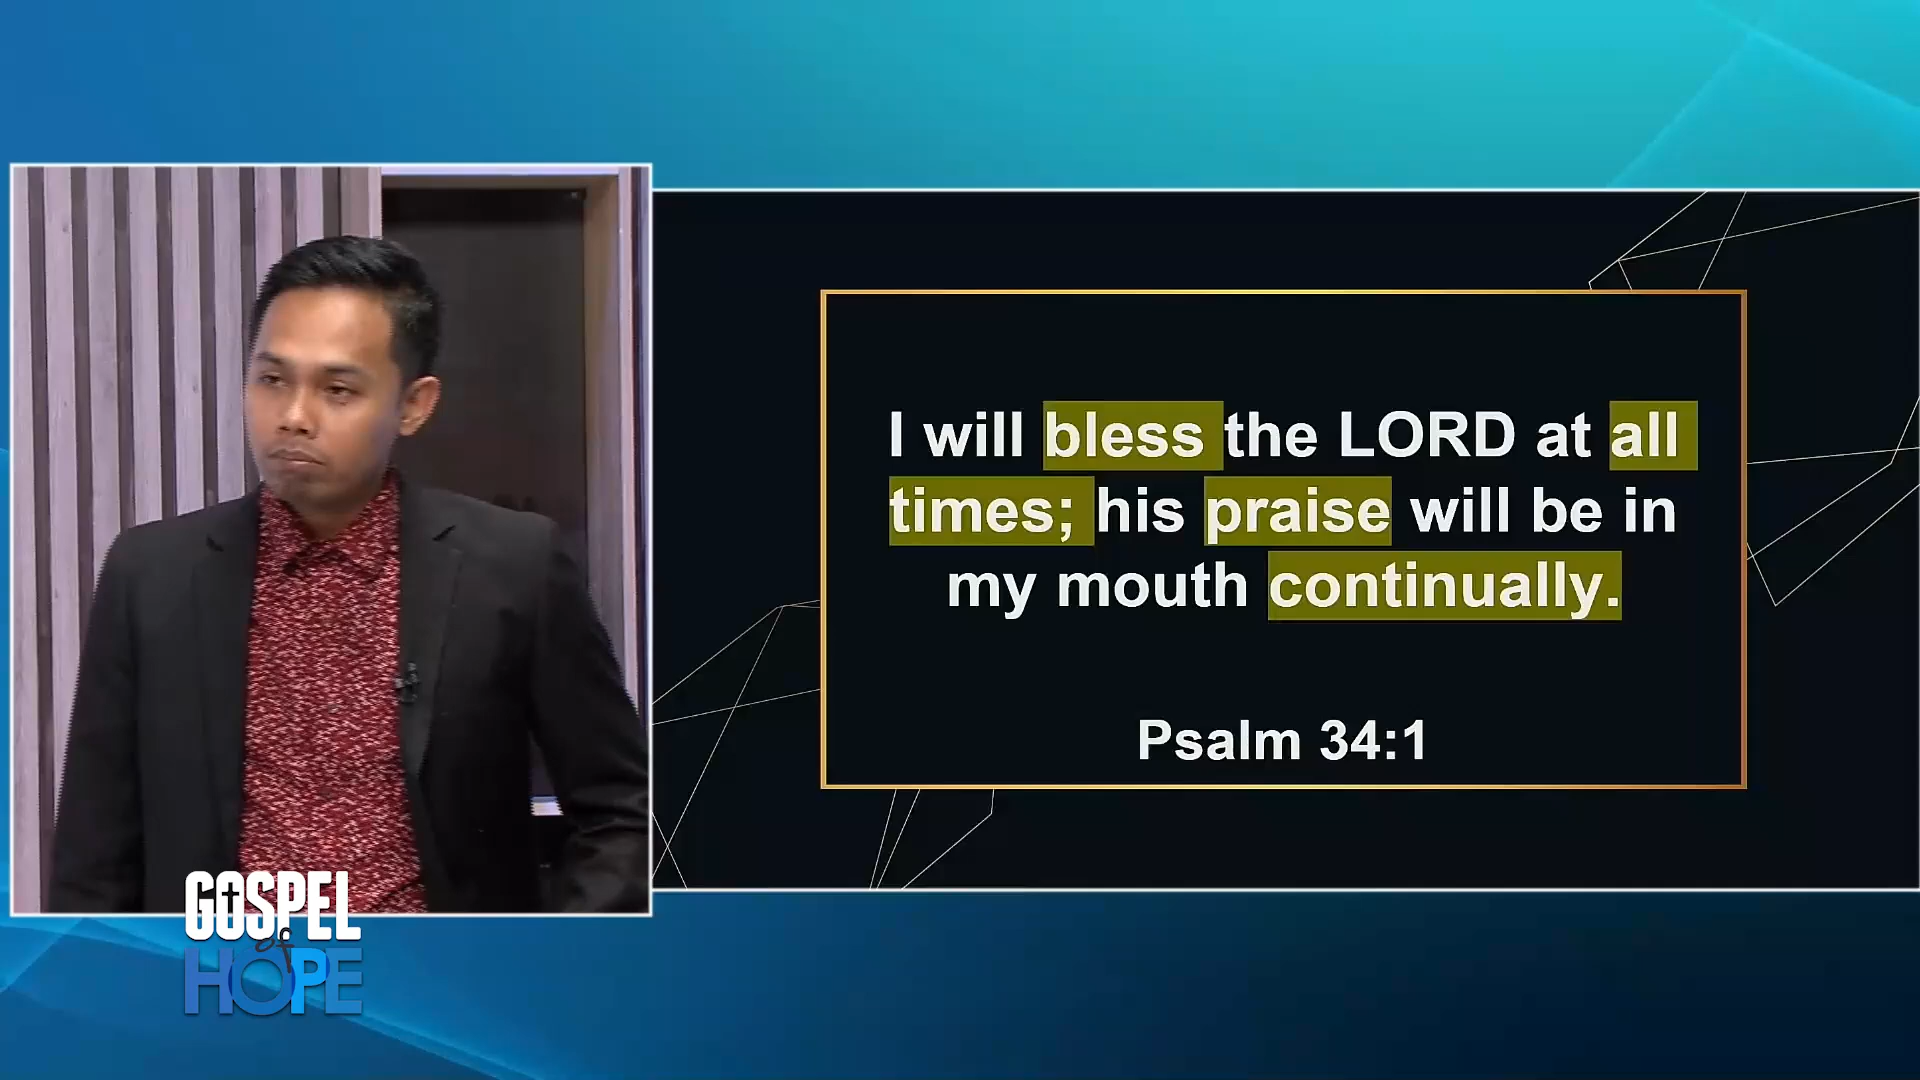 I will bless the LORD at all
times; his praise will be in
my mouth continually.
Psalm 34:1
GOSPEL
of
HOPE